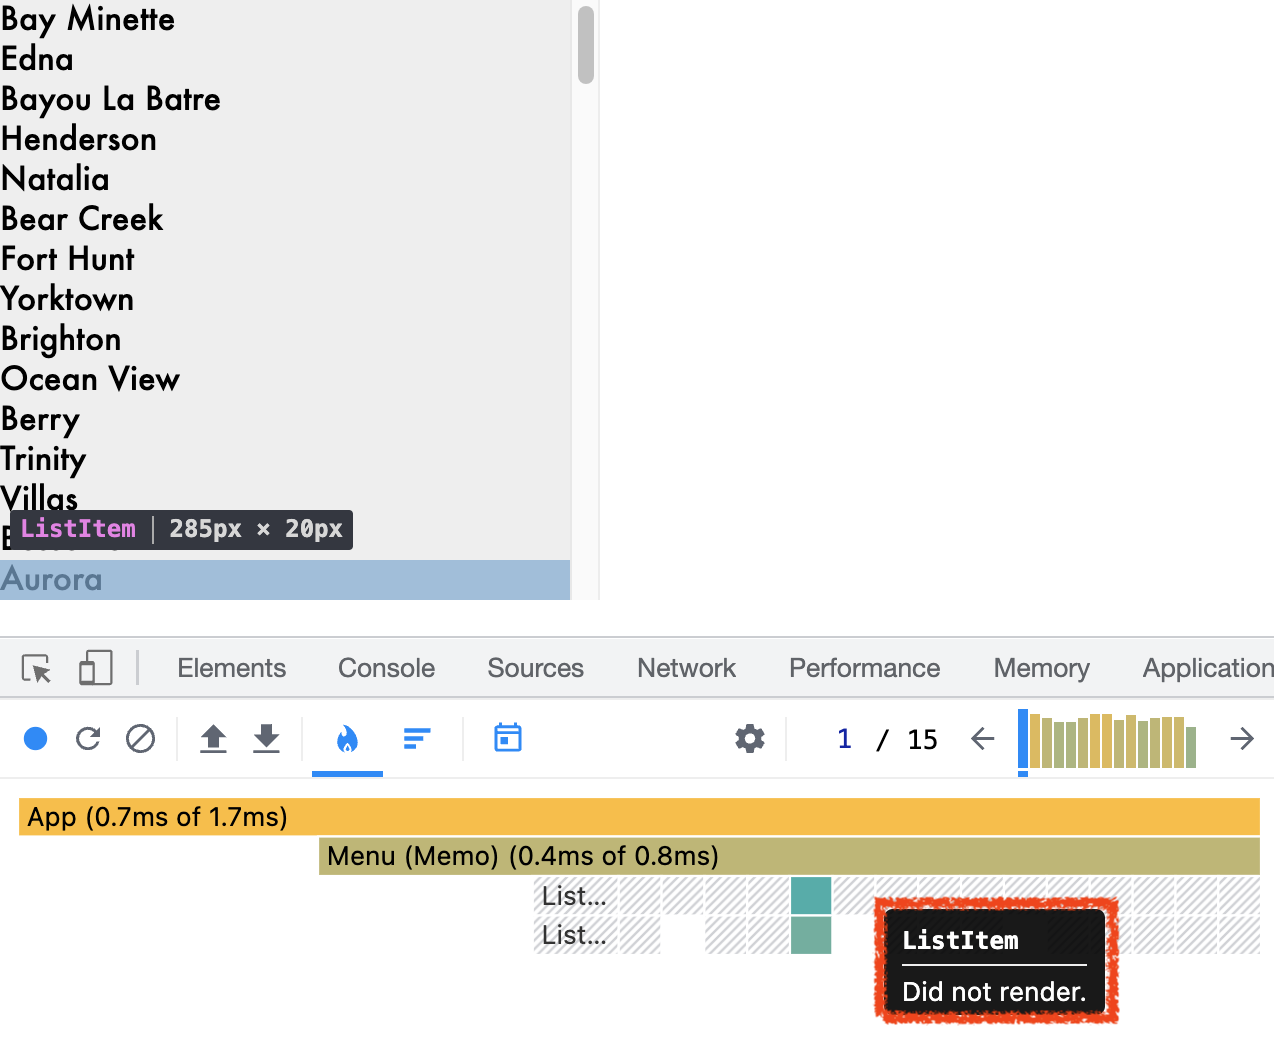 Bay Minette
Edna
Bayou La Batre
Henderson
Natalia
Bear Creek
Fort Hunt
Yorktown
Brighton
Ocean View
Berry
Trinity
Villas
ListItem 285px × 20px
Aurora
Elements Console Sources Network Performance Memory Application
1 / 15
App (0.7ms of 1.7ms)
Menu (Memo) (0.4ms of 0.8ms)
List...
List...
ListItem
Did not render.